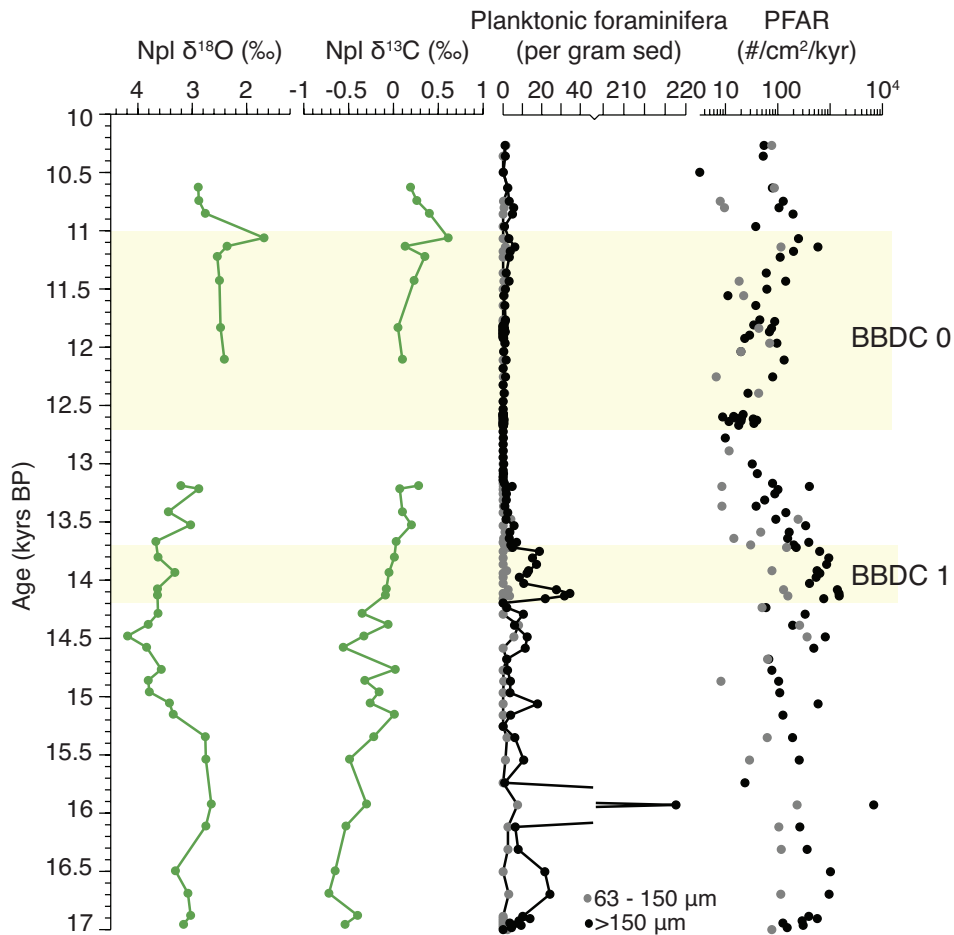 Planktonic foraminifera PFAR
Npl δ¹⁸O (‰) Npl δ¹³C (‰) (per gram sed) (#/cm²/kyr)
4 3 2 1 -1 -0.5 0 0.5 1 0 20 40 210 220 10 100 10⁴
10
10.5
11
11.5
BBDC 0
12
12.5
13
13.5
BBDC 1
14
14.5
15
15.5
16
16.5
17
Age (kyrs BP)
63 - 150 µm
>150 µm